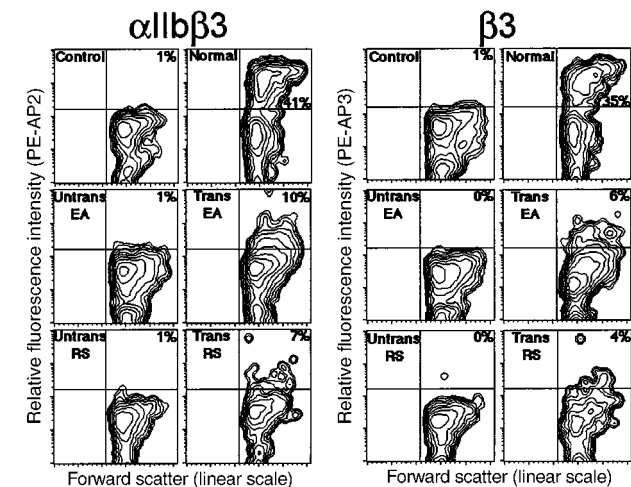 αIIbβ3
β3
Relative fluorescence intensity (PE-AP2)
Control 1%
Normal
41%
Untrans 1%
EA
Trans 10%
EA
Untrans 1%
RS
Trans 7%
RS
Forward scatter (linear scale)
Relative fluorescence intensity (PE-AP3)
Control 1%
Normal
35%
Untrans 0%
EA
Trans 6%
EA
Untrans 0%
RS
Trans 4%
RS
Forward scatter (linear scale)